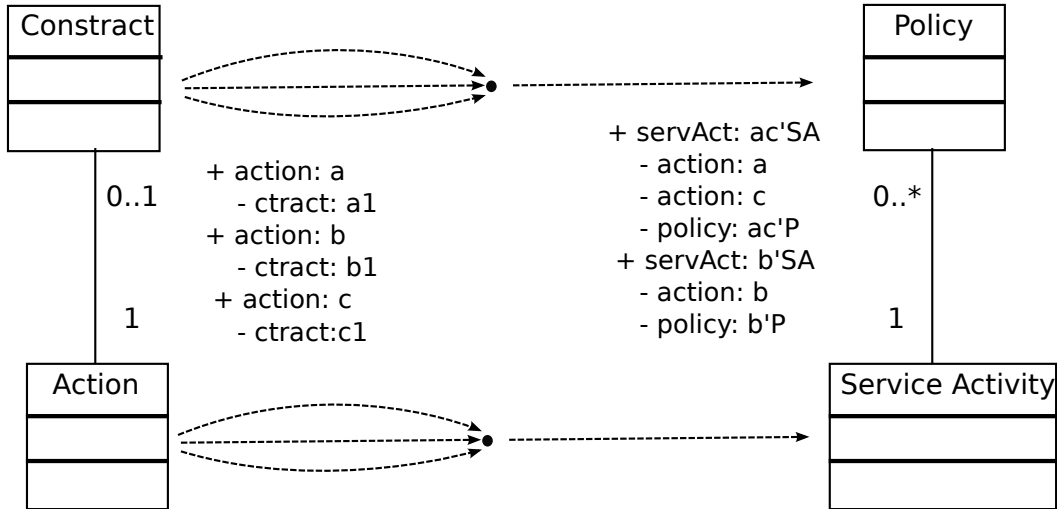 Constract
Policy
+ action: a
- ctract: a1
+ action: b
- ctract: b1
+ action: c
- ctract:c1
+ servAct: ac'SA
- action: a
- action: c
- policy: ac'P
+ servAct: b'SA
- action: b
- policy: b'P
0..1
0..*
1
1
Action
Service Activity